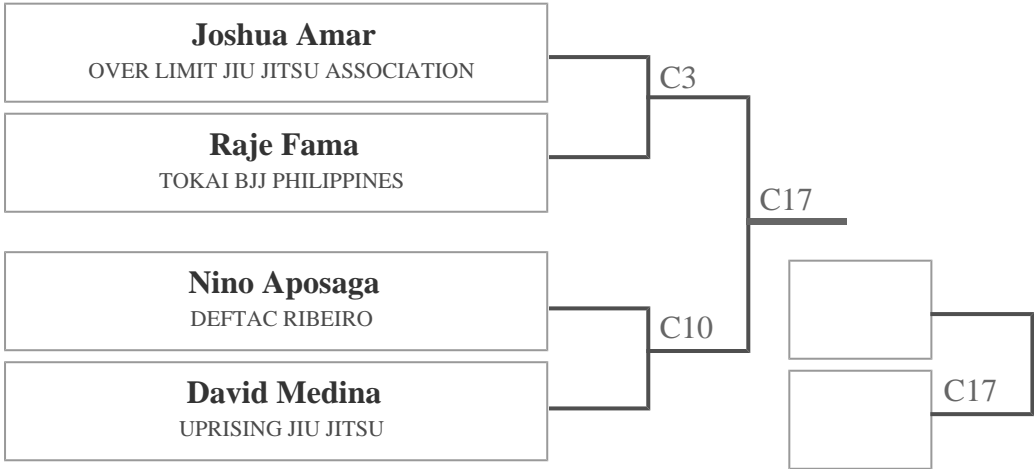 Joshua Amar
OVER LIMIT JIU JITSU ASSOCIATION
C3
Raje Fama
TOKAI BJJ PHILIPPINES
C17
Nino Aposaga
DEFTAC RIBEIRO
C10
David Medina
UPRISING JIU JITSU
C17